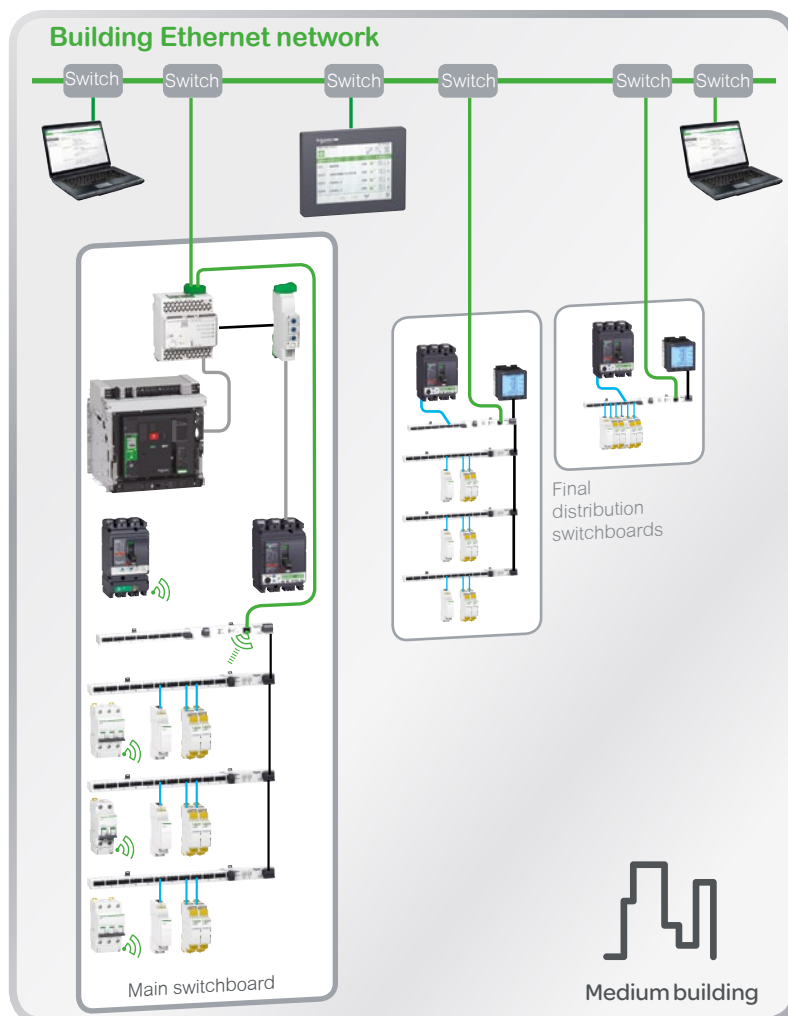 Building Ethernet network
Switch
Switch
Switch
Switch
Switch
Switch
Final
distribution
switchboards
Main switchboard
Medium building